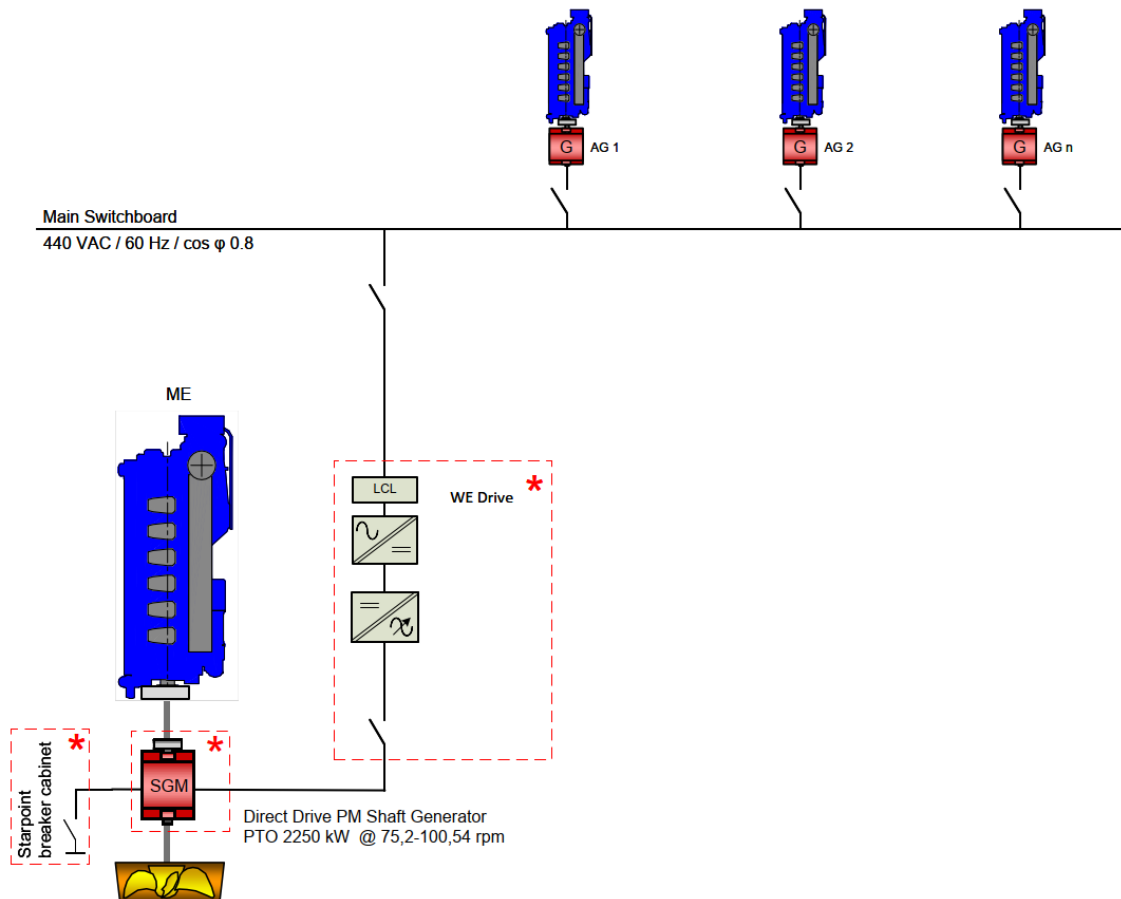 G
AG 1
G
AG 2
G
AG n
Main Switchboard
440 VAC / 60 Hz / cos φ 0.8
ME
LCL
WE Drive
*
*
*
Starpoint
breaker cabinet
SGM
Direct Drive PM Shaft Generator
PTO 2250 kW @ 75,2-100,54 rpm